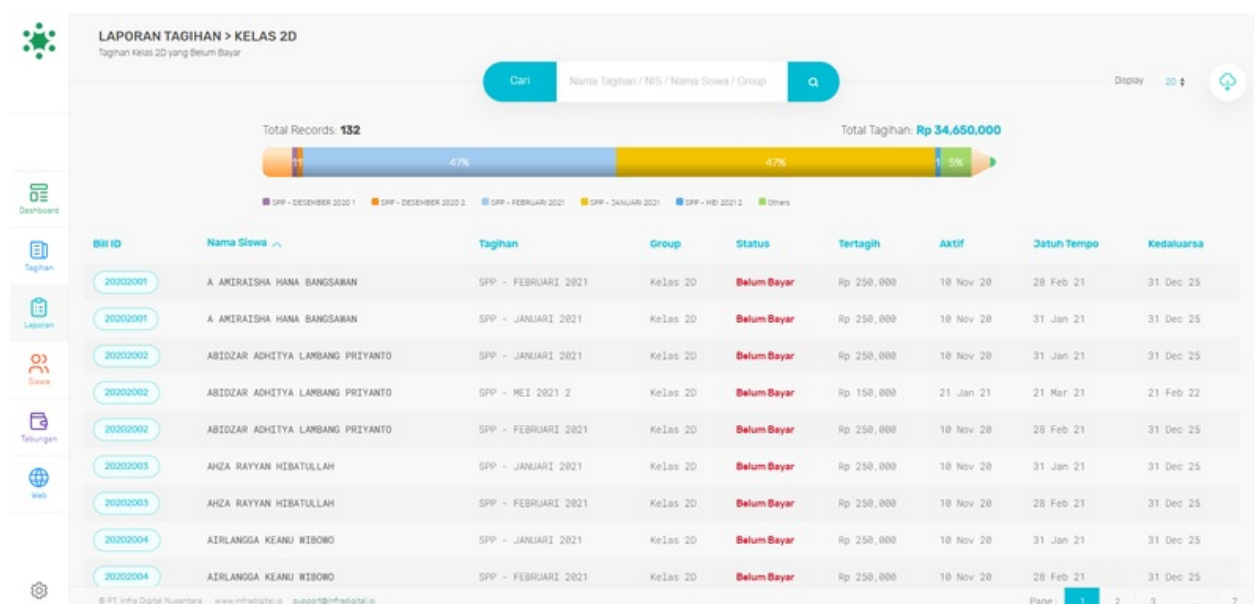 LAPORAN TAGIHAN > KELAS 2D
Tagihan Kelas 2D yang Belum Bayar
Cari Nama Tagihan / NIS / Nama Siswa / Group
Display 20
Total Records: 132 Total Tagihan: Rp 34,650,000
11 47% 47% 1 5%
SPP - DESEMBER 2020 1 SPP - DESEMBER 2020 2 SPP - FEBRUARI 2021 SPP - JANUARI 2021 SPP - MEI 2021 2 Others
Dashboard
Tagihan
Laporan
Siswa
Tabungan
Web
Bill ID Nama Siswa Tagihan Group Status Tertagih Aktif Jatuh Tempo Kedaluarsa
20202001 A AMIRAISHA HANA BANGSAWAN SPP - FEBRUARI 2021 Kelas 2D Belum Bayar Rp 250,000 10 Nov 20 28 Feb 21 31 Dec 25
20202001 A AMIRAISHA HANA BANGSAWAN SPP - JANUARI 2021 Kelas 2D Belum Bayar Rp 250,000 10 Nov 20 31 Jan 21 31 Dec 25
20202002 ABIDZAR ADHITYA LAMBANG PRIYANTO SPP - JANUARI 2021 Kelas 2D Belum Bayar Rp 250,000 10 Nov 20 31 Jan 21 31 Dec 25
20202002 ABIDZAR ADHITYA LAMBANG PRIYANTO SPP - MEI 2021 2 Kelas 2D Belum Bayar Rp 150,000 21 Jan 21 21 Mar 21 21 Feb 22
20202002 ABIDZAR ADHITYA LAMBANG PRIYANTO SPP - FEBRUARI 2021 Kelas 2D Belum Bayar Rp 250,000 10 Nov 20 28 Feb 21 31 Dec 25
20202003 AHZA RAYYAN HIBATULLAH SPP - JANUARI 2021 Kelas 2D Belum Bayar Rp 250,000 10 Nov 20 31 Jan 21 31 Dec 25
20202003 AHZA RAYYAN HIBATULLAH SPP - FEBRUARI 2021 Kelas 2D Belum Bayar Rp 250,000 10 Nov 20 28 Feb 21 31 Dec 25
20202004 AIRLANGGA KEANU WIBOWO SPP - JANUARI 2021 Kelas 2D Belum Bayar Rp 250,000 10 Nov 20 31 Jan 21 31 Dec 25
20202004 AIRLANGGA KEANU WIBOWO SPP - FEBRUARI 2021 Kelas 2D Belum Bayar Rp 250,000 10 Nov 20 28 Feb 21 31 Dec 25
© PT. Infra Digital Nusantara www.infradigital.io support@infradigital.io Page : 1 2 3 ... 7